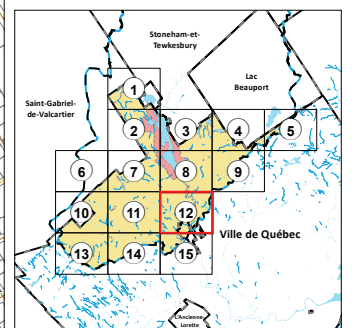 Stoneham-et-
Tewkesbury
Lac
Beauport
Saint-Gabriel-
de-Valcartier
1
2
3
4
5
6
7
8
9
10
11
12
Ville de Québec
13
14
15
L'Ancienne
Lorette